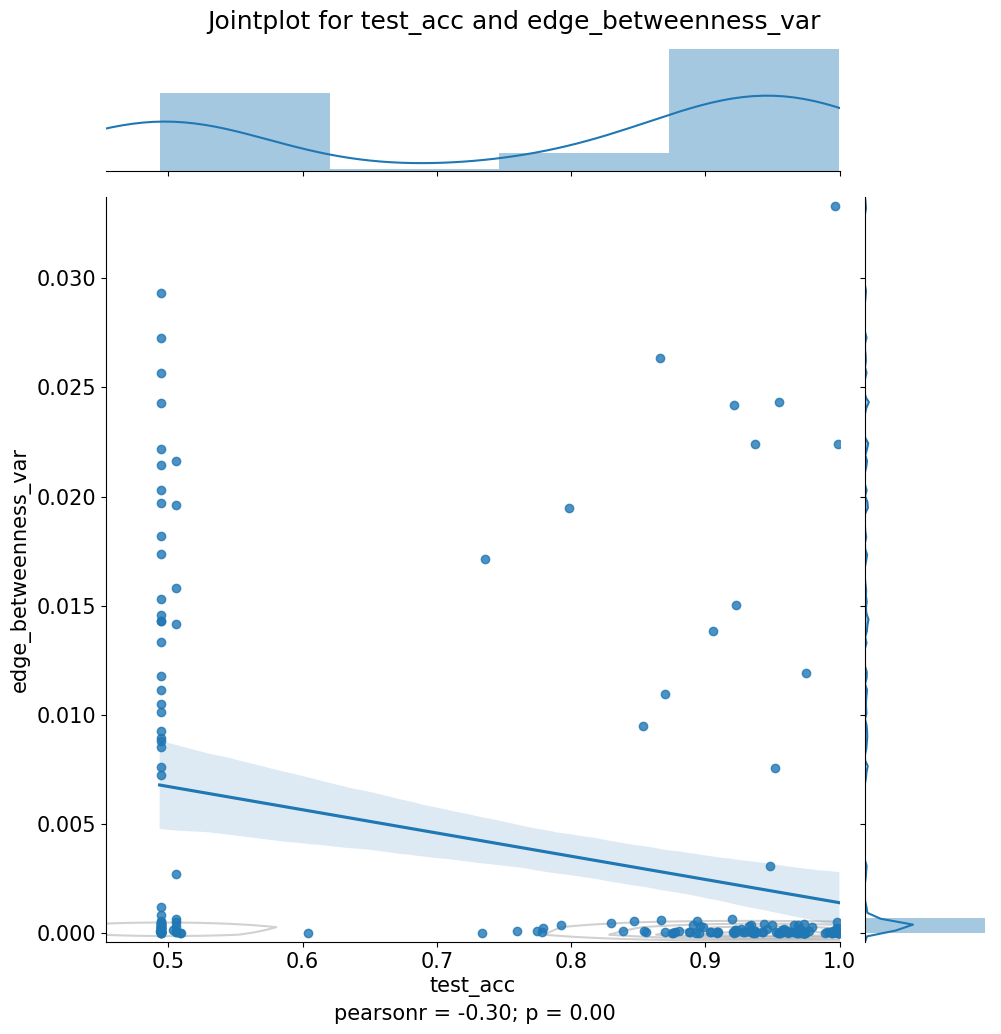 Jointplot for test_acc and edge_betweenness_var
0.030
0.025
0.020
0.015
0.010
0.005
0.000
edge_betweenness_var
0.5 0.6 0.7 0.8 0.9 1.0
test_acc
pearsonr = -0.30; p = 0.00